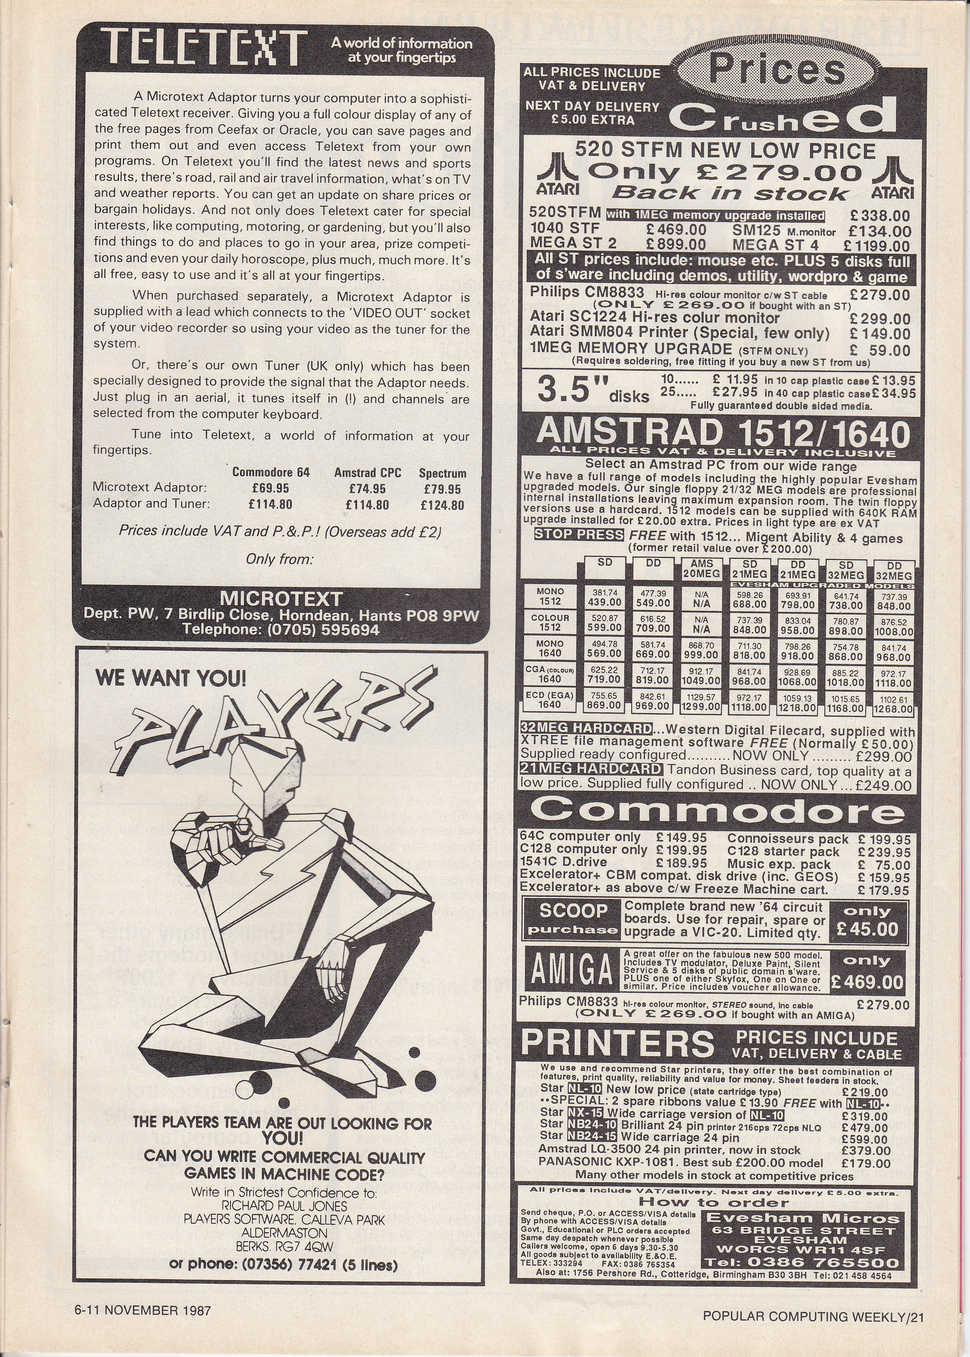 TELETEXT
A world of information
at your fingertips
A Microtext Adaptor turns your computer into a sophisti-
cated Teletext receiver. Giving you a full colour display of any of
the free pages from Ceefax or Oracle, you can save pages and
print them out and even access Teletext from your own
programs. On Teletext you'll find the latest news and sports
results, there's road, rail and air travel information, what's on TV
and weather reports. You can get an update on share prices or
bargain holidays. And not only does Teletext cater for special
interests, like computing, motoring, or gardening, but you'll also
find things to do and places to go in your area, prize competi-
tions and even your daily horoscope, plus much, much more. It's
all free, easy to use and it's all at your fingertips.
When purchased separately, a Microtext Adaptor is
supplied with a lead which connects to the 'VIDEO OUT' socket
of your video recorder so using your video as the tuner for the
system.
Or, there's our own Tuner (UK only) which has been
specially designed to provide the signal that the Adaptor needs.
Just plug in an aerial, it tunes itself in (!) and channels are
selected from the computer keyboard.
Tune into Teletext, a world of information at your
fingertips.
Commodore 64 Amstrad CPC Spectrum
Microtext Adaptor: £69.95 £74.95 £79.95
Adaptor and Tuner: £114.80 £114.80 £124.80
Prices include VAT and P.&.P.! (Overseas add £2)
Only from:
MICROTEXT
Dept. PW, 7 Birdlip Close, Horndean, Hants PO8 9PW
Telephone: (0705) 595694
WE WANT YOU!
PLAYERS
THE PLAYERS TEAM ARE OUT LOOKING FOR
YOU!
CAN YOU WRITE COMMERCIAL QUALITY
GAMES IN MACHINE CODE?
Write in Strictest Confidence to:
RICHARD PAUL JONES
PLAYERS SOFTWARE, CALLEVA PARK
ALDERMASTON
BERKS. RG7 4QW
or phone: (07356) 77421 (5 lines)
ALL PRICES INCLUDE
VAT & DELIVERY
NEXT DAY DELIVERY
£5.00 EXTRA
Prices
Crushed
520 STFM NEW LOW PRICE
Only £279.00
Back in stock
ATARI
ATARI
520STFM with 1MEG memory upgrade installed £338.00
1040 STF £469.00 SM125 M.monitor £134.00
MEGA ST 2 £899.00 MEGA ST 4 £1199.00
All ST prices include: mouse etc. PLUS 5 disks full
of s'ware including demos, utility, wordpro & game
Philips CM8833 Hi-res colour monitor c/w ST cable £279.00
(ONLY £269.00 if bought with an ST)
Atari SC1224 Hi-res colur monitor £299.00
Atari SMM804 Printer (Special, few only) £149.00
1MEG MEMORY UPGRADE (STFM ONLY) £ 59.00
(Requires soldering, free fitting if you buy a new ST from us)
3.5" disks
10...... £ 11.95 in 10 cap plastic case £13.95
25..... £27.95 in 40 cap plastic case £34.95
Fully guaranteed double sided media.
AMSTRAD 1512/1640
ALL PRICES VAT & DELIVERY INCLUSIVE
Select an Amstrad PC from our wide range
We have a full range of models including the highly popular Evesham
upgraded models. Our single floppy 21/32 MEG models are professional
internal installations leaving maximum expansion room. The twin floppy
versions use a hardcard. 1512 models can be supplied with 640K RAM
upgrade installed for £20.00 extra. Prices in light type are ex VAT
STOP PRESS FREE with 1512... Migent Ability & 4 games
(former retail value over £200.00)
SD DD AMS 20MEG SD 21MEG DD 21MEG SD 32MEG DD 32MEG
EVESHAM UPGRADED MODELS
MONO 381.74 477.39 N/A 598.26 693.91 641.74 737.39
1512 439.00 549.00 N/A 688.00 798.00 738.00 848.00
COLOUR 520.87 616.52 N/A 737.39 833.04 780.87 876.52
1512 599.00 709.00 N/A 848.00 958.00 898.00 1008.00
MONO 494.78 581.74 868.70 711.30 798.26 754.78 841.74
1640 569.00 669.00 999.00 818.00 918.00 868.00 968.00
CGA (COLOUR) 625.22 712.17 912.17 841.74 928.69 885.22 972.17
1640 719.00 819.00 1049.00 968.00 1068.00 1018.00 1118.00
ECD (EGA) 755.65 842.61 1129.57 972.17 1059.13 1015.65 1102.61
1640 869.00 969.00 1299.00 1118.00 1218.00 1168.00 1268.00
32MEG HARDCARD...Western Digital Filecard, supplied with
XTREE file management software FREE (Normally £50.00)
Supplied ready configured.......... NOW ONLY ......... £299.00
21MEG HARDCARD Tandon Business card, top quality at a
low price. Supplied fully configured .. NOW ONLY ... £249.00
Commodore
64C computer only £149.95 Connoisseurs pack £199.95
C128 computer only £199.95 C128 starter pack £239.95
1541C D.drive £189.95 Music exp. pack £ 75.00
Excelerator+ CBM compat. disk drive (inc. GEOS) £159.95
Excelerator+ as above c/w Freeze Machine cart. £179.95
SCOOP
purchase
Complete brand new '64 circuit
boards. Use for repair, spare or
upgrade a VIC-20. Limited qty.
only
£45.00
AMIGA
A great offer on the fabulous new 500 model.
Includes TV modulator, Deluxe Paint, Silent
Service & 5 disks of public domain s'ware.
PLUS one of either Skyfox, One on One or
similar. Price includes voucher allowance.
only
£469.00
Philips CM8833 hi-res colour monitor, STEREO sound, inc cable £279.00
(ONLY £269.00 if bought with an AMIGA)
PRINTERS
PRICES INCLUDE
VAT, DELIVERY & CABLE
We use and recommend Star printers, they offer the best combination of
features, print quality, reliability and value for money. Sheet feeders in stock.
Star NL-10 New low price (state cartridge type) £219.00
••SPECIAL: 2 spare ribbons value £13.90 FREE with NL-10••
Star NX-15 Wide carriage version of NL-10 £319.00
Star NB24-10 Brilliant 24 pin printer 216cps 72cps NLQ £479.00
Star NB24-15 Wide carriage 24 pin £599.00
Amstrad LQ-3500 24 pin printer, now in stock £379.00
PANASONIC KXP-1081. Best sub £200.00 model £179.00
Many other models in stock at competitive prices
All prices include VAT/delivery. Next day delivery £5.00 extra.
How to order
Send cheque, P.O. or ACCESS/VISA details
By phone with ACCESS/VISA details
Govt., Educational or PLC orders accepted
Same day despatch whenever possible
Callers welcome, open 6 days 9.30-5.30
All goods subject to availability E.&O.E.
TELEX: 333294 FAX: 0386 765354
Evesham Micros
63 BRIDGE STREET
EVESHAM
WORCS WR11 4SF
Tel: 0386 765500
Also at: 1756 Pershore Rd., Cotteridge, Birmingham B30 3BH Tel: 021 458 4564
6-11 NOVEMBER 1987
POPULAR COMPUTING WEEKLY/21